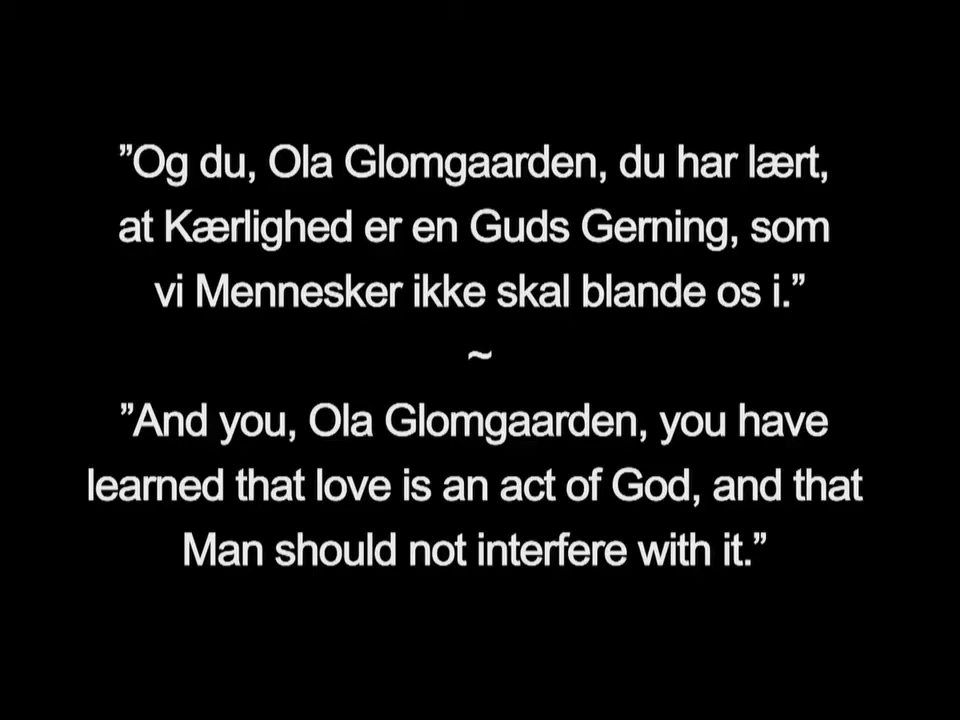 ”Og du, Ola Glomgaarden, du har lært,
at Kærlighed er en Guds Gerning, som
vi Mennesker ikke skal blande os i.”
~
”And you, Ola Glomgaarden, you have
learned that love is an act of God, and that
Man should not interfere with it.”